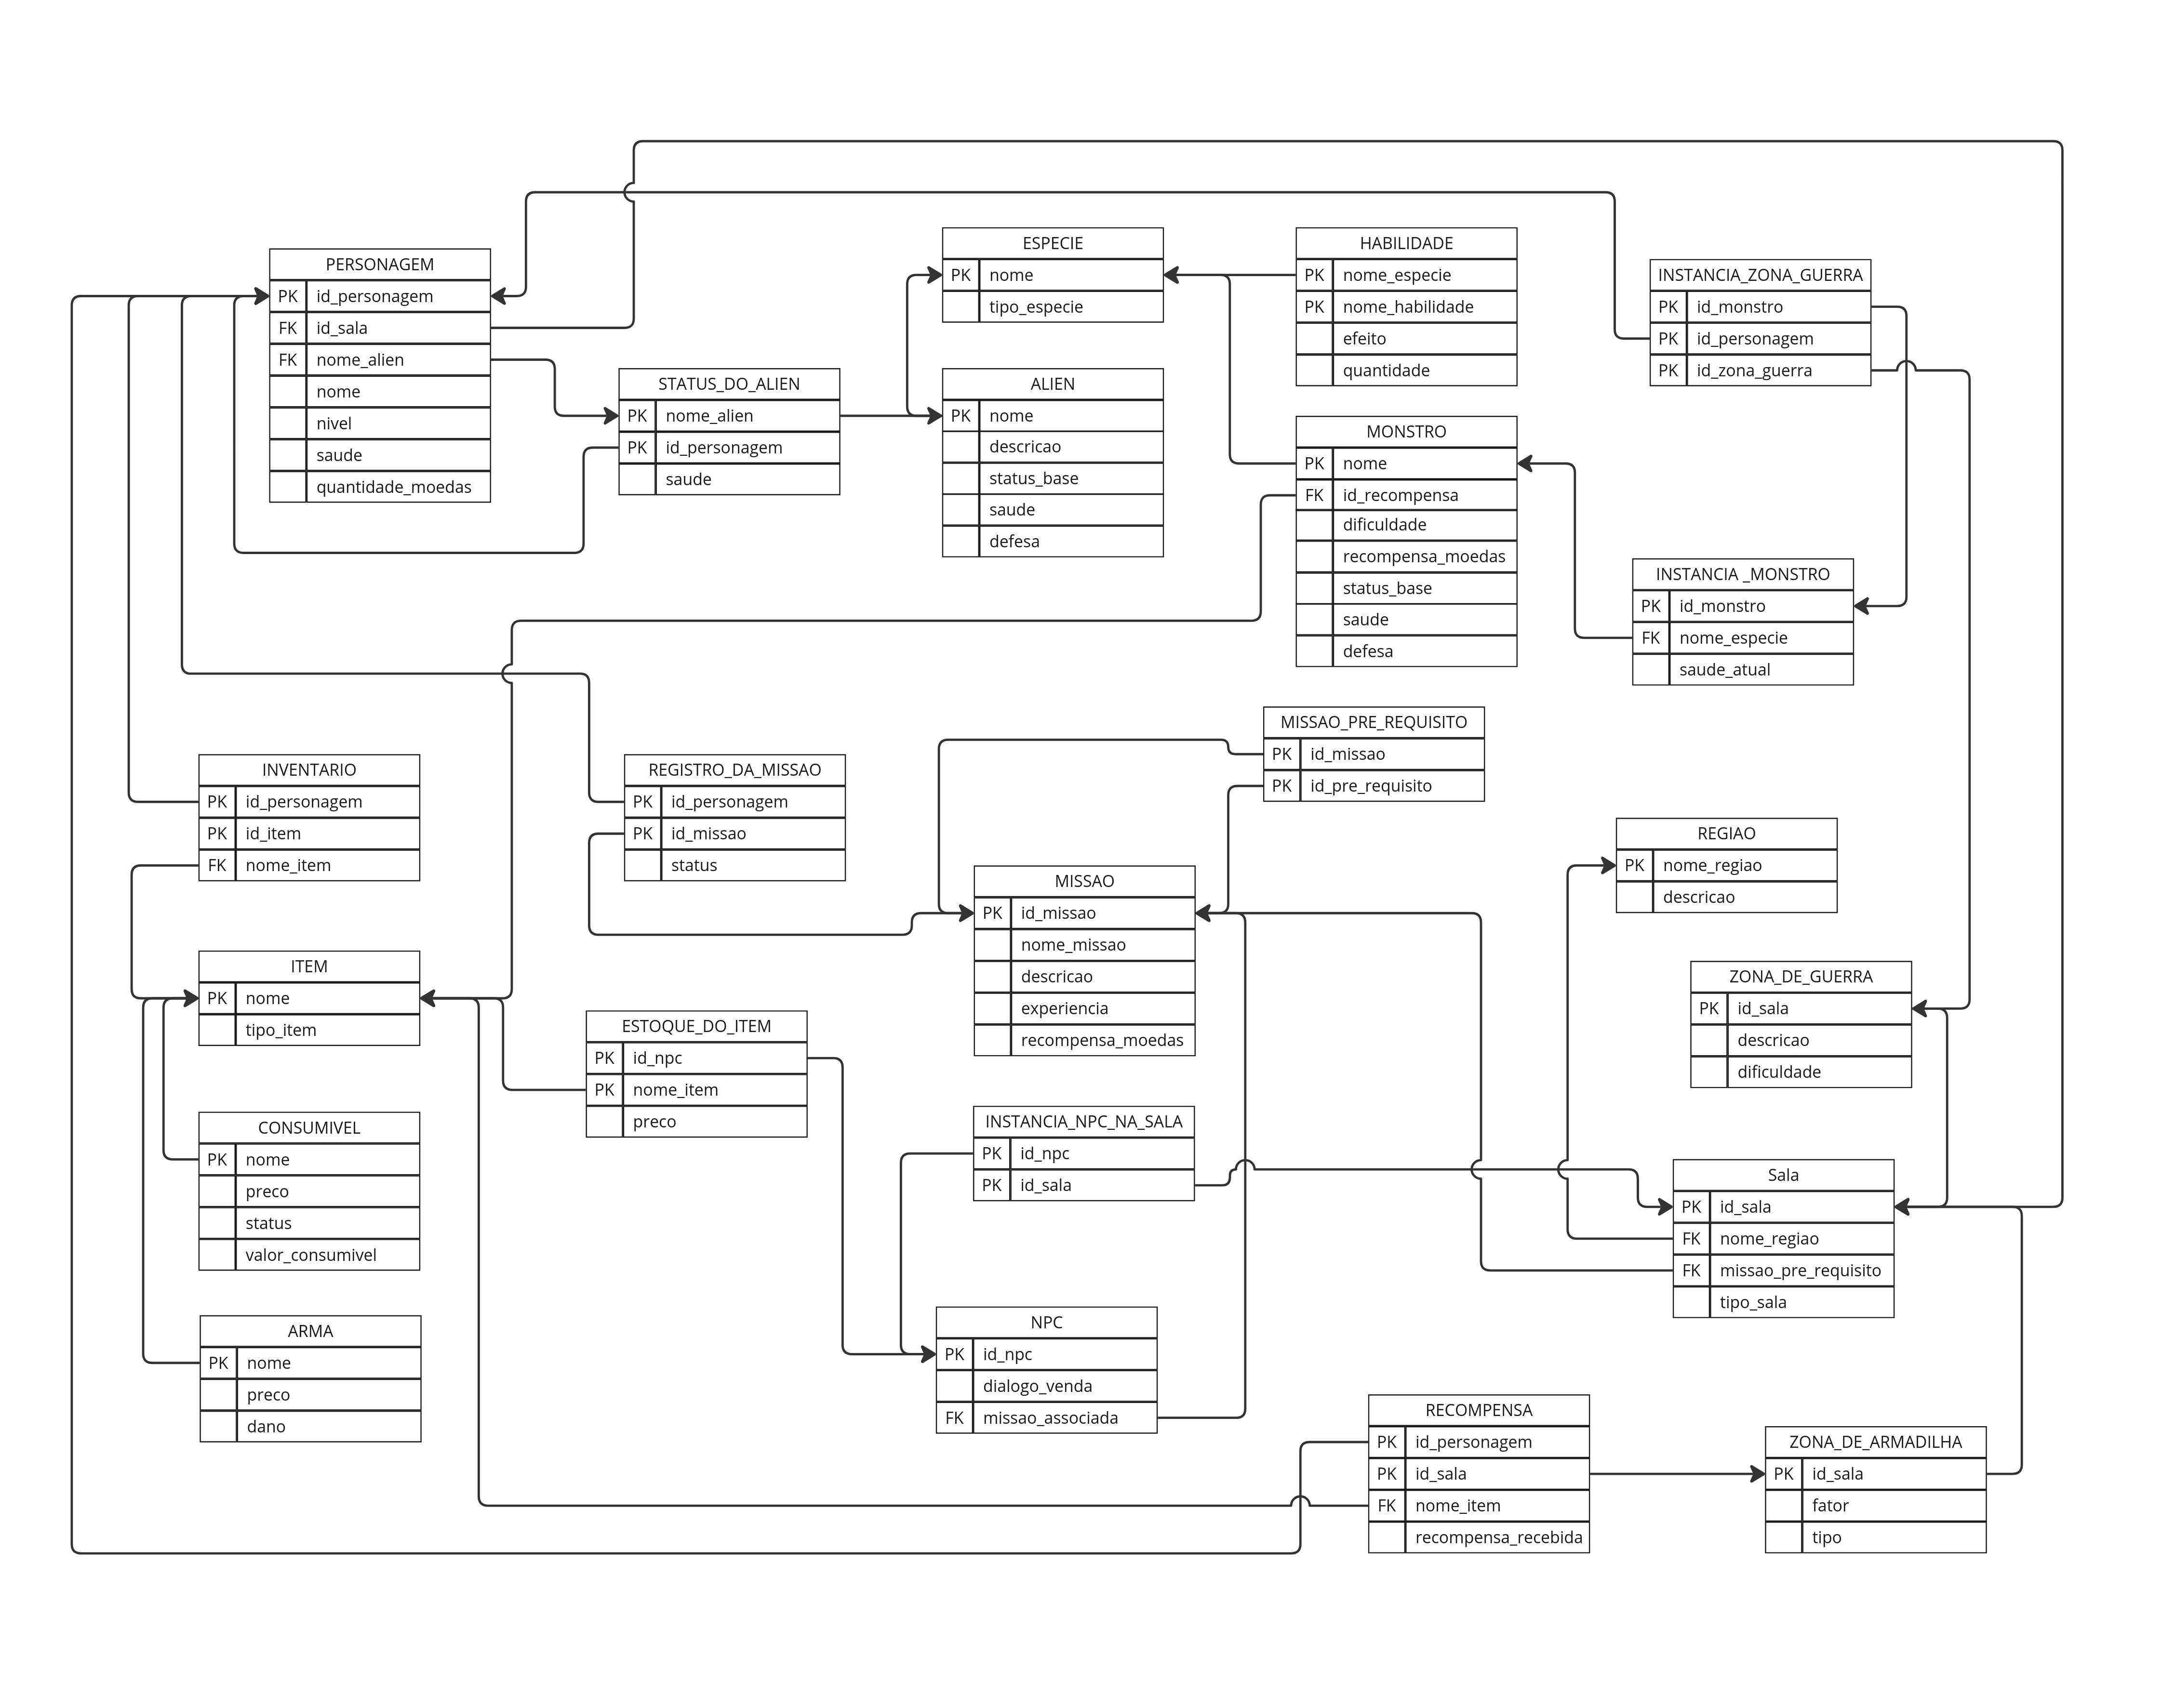 PERSONAGEM
PK id_personagem
FK id_sala
FK nome_alien
nome
nivel
saude
quantidade_moedas
STATUS_DO_ALIEN
PK nome_alien
PK id_personagem
saude
ESPECIE
PK nome
tipo_especie
ALIEN
PK nome
descricao
status_base
saude
defesa
HABILIDADE
PK nome_especie
PK nome_habilidade
efeito
quantidade
MONSTRO
PK nome
FK id_recompensa
dificuldade
recompensa_moedas
status_base
saude
defesa
INSTANCIA_ZONA_GUERRA
PK id_monstro
PK id_personagem
PK id_zona_guerra
INSTANCIA _MONSTRO
PK id_monstro
FK nome_especie
saude_atual
INVENTARIO
PK id_personagem
PK id_item
FK nome_item
REGISTRO_DA_MISSAO
PK id_personagem
PK id_missao
status
MISSAO_PRE_REQUISITO
PK id_missao
PK id_pre_requisito
MISSAO
PK id_missao
nome_missao
descricao
experiencia
recompensa_moedas
REGIAO
PK nome_regiao
descricao
ITEM
PK nome
tipo_item
ZONA_DE_GUERRA
PK id_sala
descricao
dificuldade
ESTOQUE_DO_ITEM
PK id_npc
PK nome_item
preco
CONSUMIVEL
PK nome
preco
status
valor_consumivel
INSTANCIA_NPC_NA_SALA
PK id_npc
PK id_sala
Sala
PK id_sala
FK nome_regiao
FK missao_pre_requisito
tipo_sala
ARMA
PK nome
preco
dano
NPC
PK id_npc
dialogo_venda
FK missao_associada
RECOMPENSA
PK id_personagem
PK id_sala
FK nome_item
recompensa_recebida
ZONA_DE_ARMADILHA
PK id_sala
fator
tipo